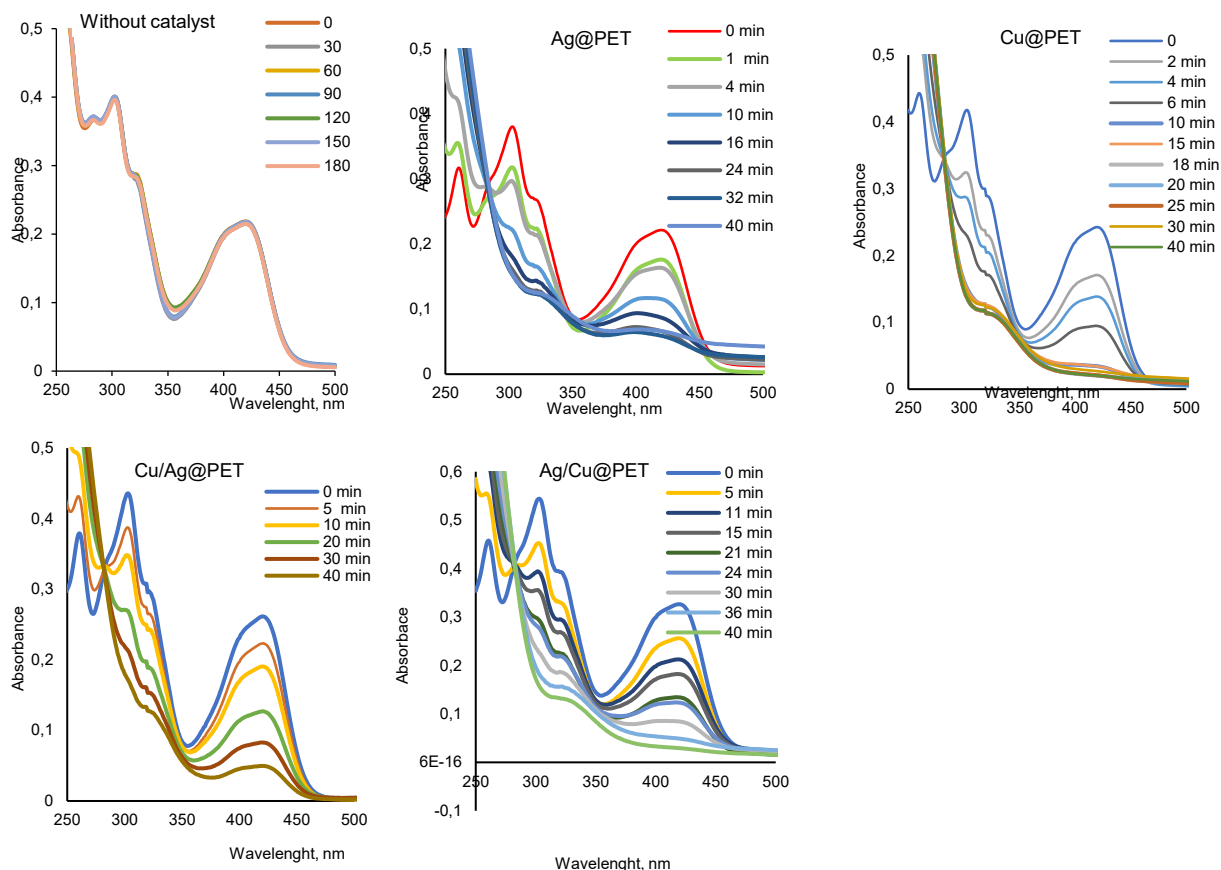 Without catalyst
0
30
60
90
120
150
180
0,5
0,4
0,3
0,2
0,1
0
Absorbance
250 300 350 400 450 500
Wavelenght, nm
Ag@PET
0 min
1 min
4 min
10 min
16 min
24 min
32 min
40 min
0,5
0,4
0,3
0,2
0,1
0
Absorbance
250 300 350 400 450 500
Wavelenght, nm
Cu@PET
0
2 min
4 min
6 min
10 min
15 min
18 min
20 min
25 min
30 min
40 min
0,5
0,4
0,3
0,2
0,1
0
Absorbance
250 300 350 400 450 500
Wavelenght, nm
Cu/Ag@PET
0 min
5 min
10 min
20 min
30 min
40 min
0,5
0,4
0,3
0,2
0,1
0
Absorbance
250 300 350 400 450 500
Wavelenght, nm
Ag/Cu@PET
0 min
5 min
11 min
15 min
21 min
24 min
30 min
36 min
40 min
0,6
0,5
0,4
0,3
0,2
0,1
6E-16
-0,1
Absorbace
250 300 350 400 450 500
Wavelenght, nm